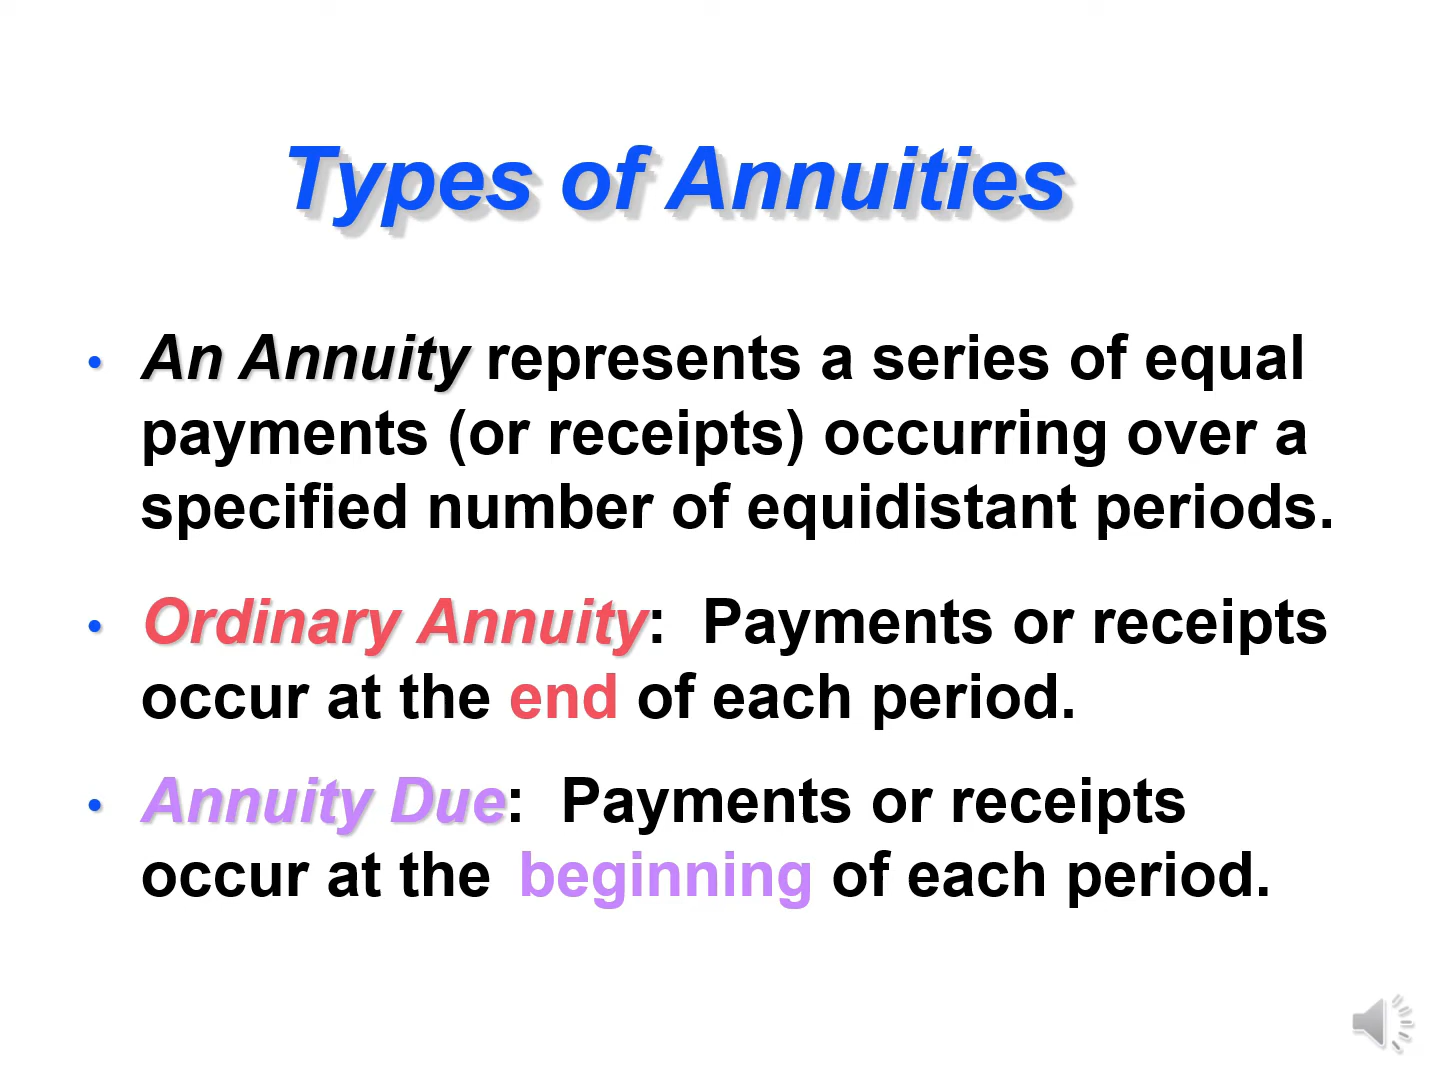 Types of Annuities
• An Annuity represents a series of equal
payments (or receipts) occurring over a
specified number of equidistant periods.
• Ordinary Annuity: Payments or receipts
occur at the end of each period.
• Annuity Due: Payments or receipts
occur at the beginning of each period.